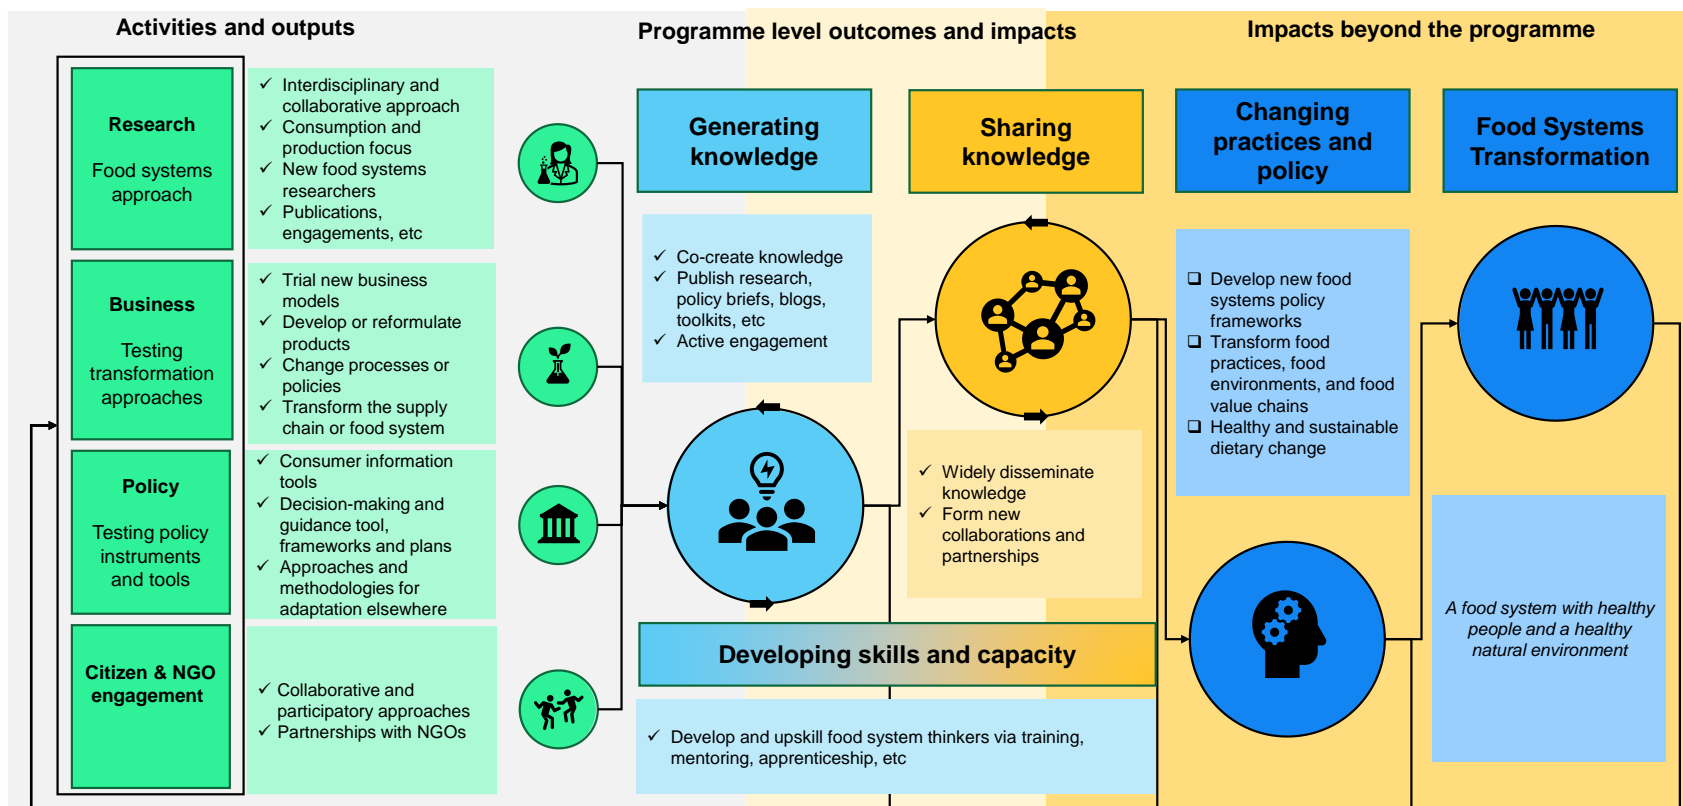 Activities and outputs
Programme level outcomes and impacts
Impacts beyond the programme
Research
Food systems
approach
✓ Interdisciplinary and
collaborative approach
✓ Consumption and
production focus
✓ New food systems
researchers
✓ Publications,
engagements, etc
Business
Testing
transformation
approaches
✓ Trial new business
models
✓ Develop or reformulate
products
✓ Change processes or
policies
✓ Transform the supply
chain or food system
Policy
Testing policy
instruments
and tools
✓ Consumer information
tools
✓ Decision-making and
guidance tool,
frameworks and plans
✓ Approaches and
methodologies for
adaptation elsewhere
Citizen & NGO
engagement
✓ Collaborative and
participatory approaches
✓ Partnerships with NGOs
Generating
knowledge
✓ Co-create knowledge
✓ Publish research,
policy briefs, blogs,
toolkits, etc
✓ Active engagement
Sharing
knowledge
✓ Widely disseminate
knowledge
✓ Form new
collaborations and
partnerships
Developing skills and capacity
✓ Develop and upskill food system thinkers via training,
mentoring, apprenticeship, etc
Changing
practices and
policy
❑ Develop new food
systems policy
frameworks
❑ Transform food
practices, food
environments, and food
value chains
❑ Healthy and sustainable
dietary change
Food Systems
Transformation
A food system with healthy
people and a healthy
natural environment